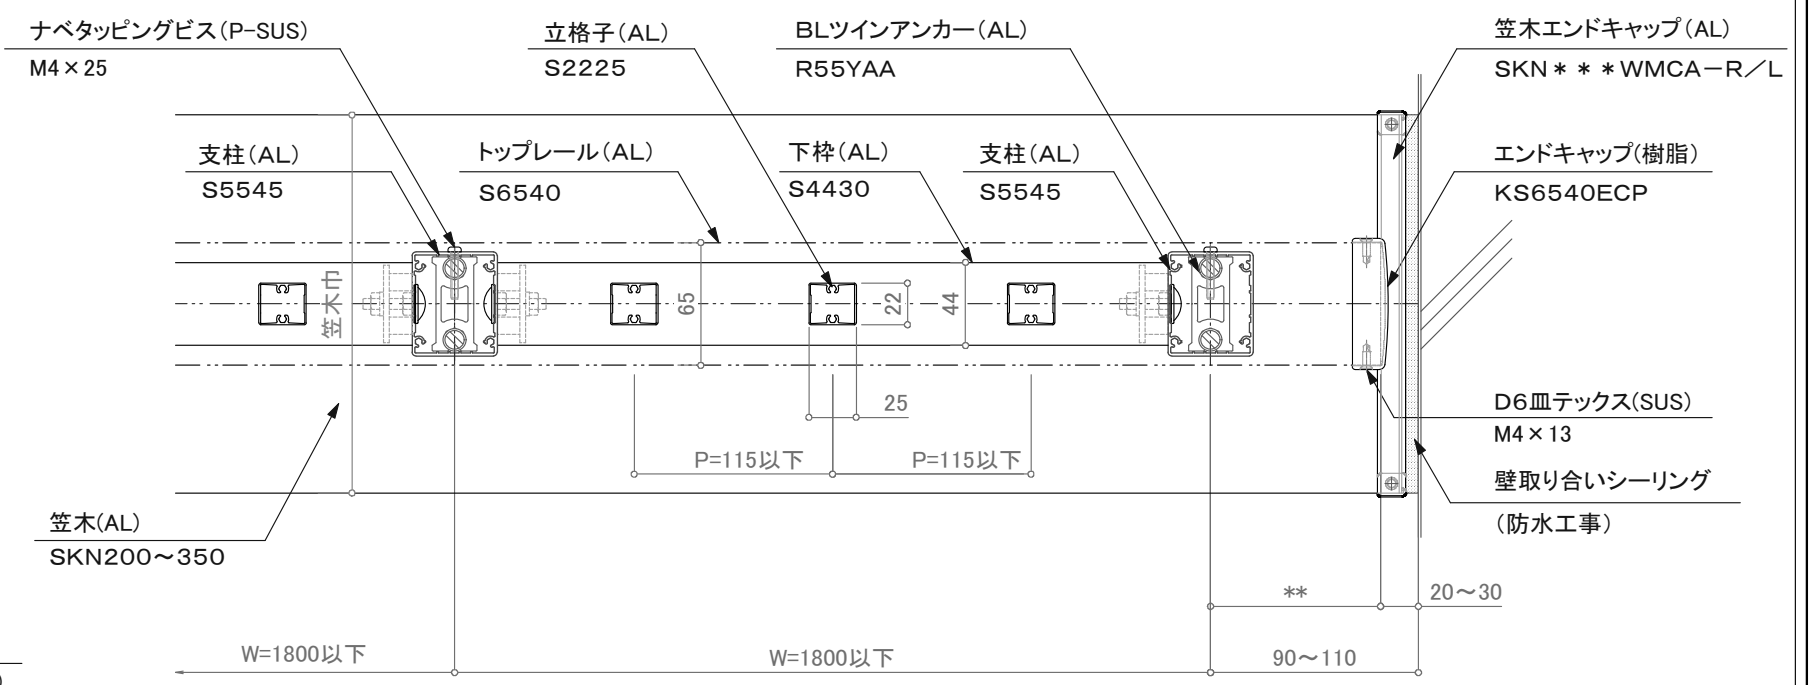 ナベタッピングビス(P-SUS)
M4×25
立格子(AL)
S2225
BLツインアンカー(AL)
R55YAA
笠木エンドキャップ(AL)
SKN***WMCA-R/L
支柱(AL)
S5545
トップレール(AL)
S6540
下枠(AL)
S4430
支柱(AL)
S5545
エンドキャップ(樹脂)
KS6540ECP
笠木巾
65
22
44
25
P=115以下
P=115以下
D6皿テックス(SUS)
M4×13
壁取り合いシーリング
(防水工事)
笠木(AL)
SKN200~350
**
20~30
W=1800以下
W=1800以下
90~110